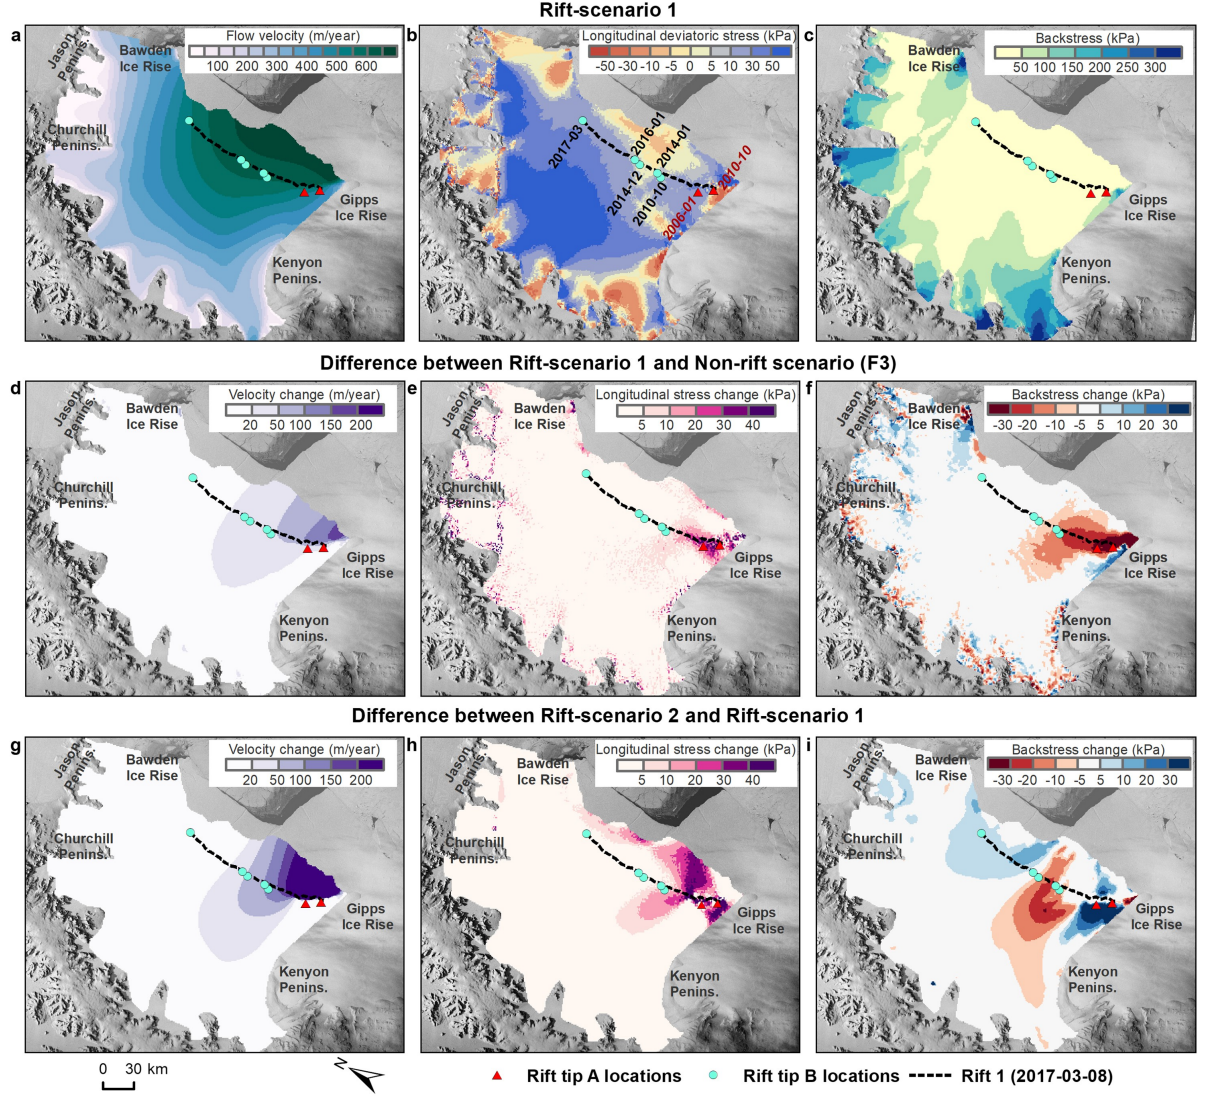 Rift-scenario 1
a
Jason
Penins.
Bawden
Ice Rise
Flow velocity (m/year)
100 200 300 400 500 600
Churchill
Penins.
Gipps
Ice Rise
Kenyon
Penins.
b
Longitudinal deviatoric stress (kPa)
-50 -30 -10 -5 0 5 10 30 50
2017-03
2016-01
2014-01
2014-12
2010-10
2006-01
2010-10
c
Backstress (kPa)
50 100 150 200 250 300
Bawden
Ice Rise
Gipps
Ice Rise
Kenyon
Penins.
Difference between Rift-scenario 1 and Non-rift scenario (F3)
d
Jason
Penins.
Bawden
Ice Rise
Velocity change (m/year)
20 50 100 150 200
Churchill
Penins.
Gipps
Ice Rise
Kenyon
Penins.
e
Jason
Penins.
Bawden
Ice Rise
Longitudinal stress change (kPa)
5 10 20 30 40
Churchill
Penins.
Gipps
Ice Rise
Kenyon
Penins.
f
Jason
Penins.
Bawden
Ice Rise
Backstress change (kPa)
-30 -20 -10 -5 5 10 20 30
Churchill
Penins.
Gipps
Ice Rise
Kenyon
Penins.
Difference between Rift-scenario 2 and Rift-scenario 1
g
Jason
Penins.
Bawden
Ice Rise
Velocity change (m/year)
20 50 100 150 200
Churchill
Penins.
Gipps
Ice Rise
Kenyon
Penins.
h
Jason
Penins.
Bawden
Ice Rise
Longitudinal stress change (kPa)
5 10 20 30 40
Churchill
Penins.
Gipps
Ice Rise
Kenyon
Penins.
i
Jason
Penins.
Bawden
Ice Rise
Backstress change (kPa)
-30 -20 -10 -5 5 10 20 30
Churchill
Penins.
Gipps
Ice Rise
Kenyon
Penins.
0 30 km
N
Rift tip A locations
Rift tip B locations
Rift 1 (2017-03-08)